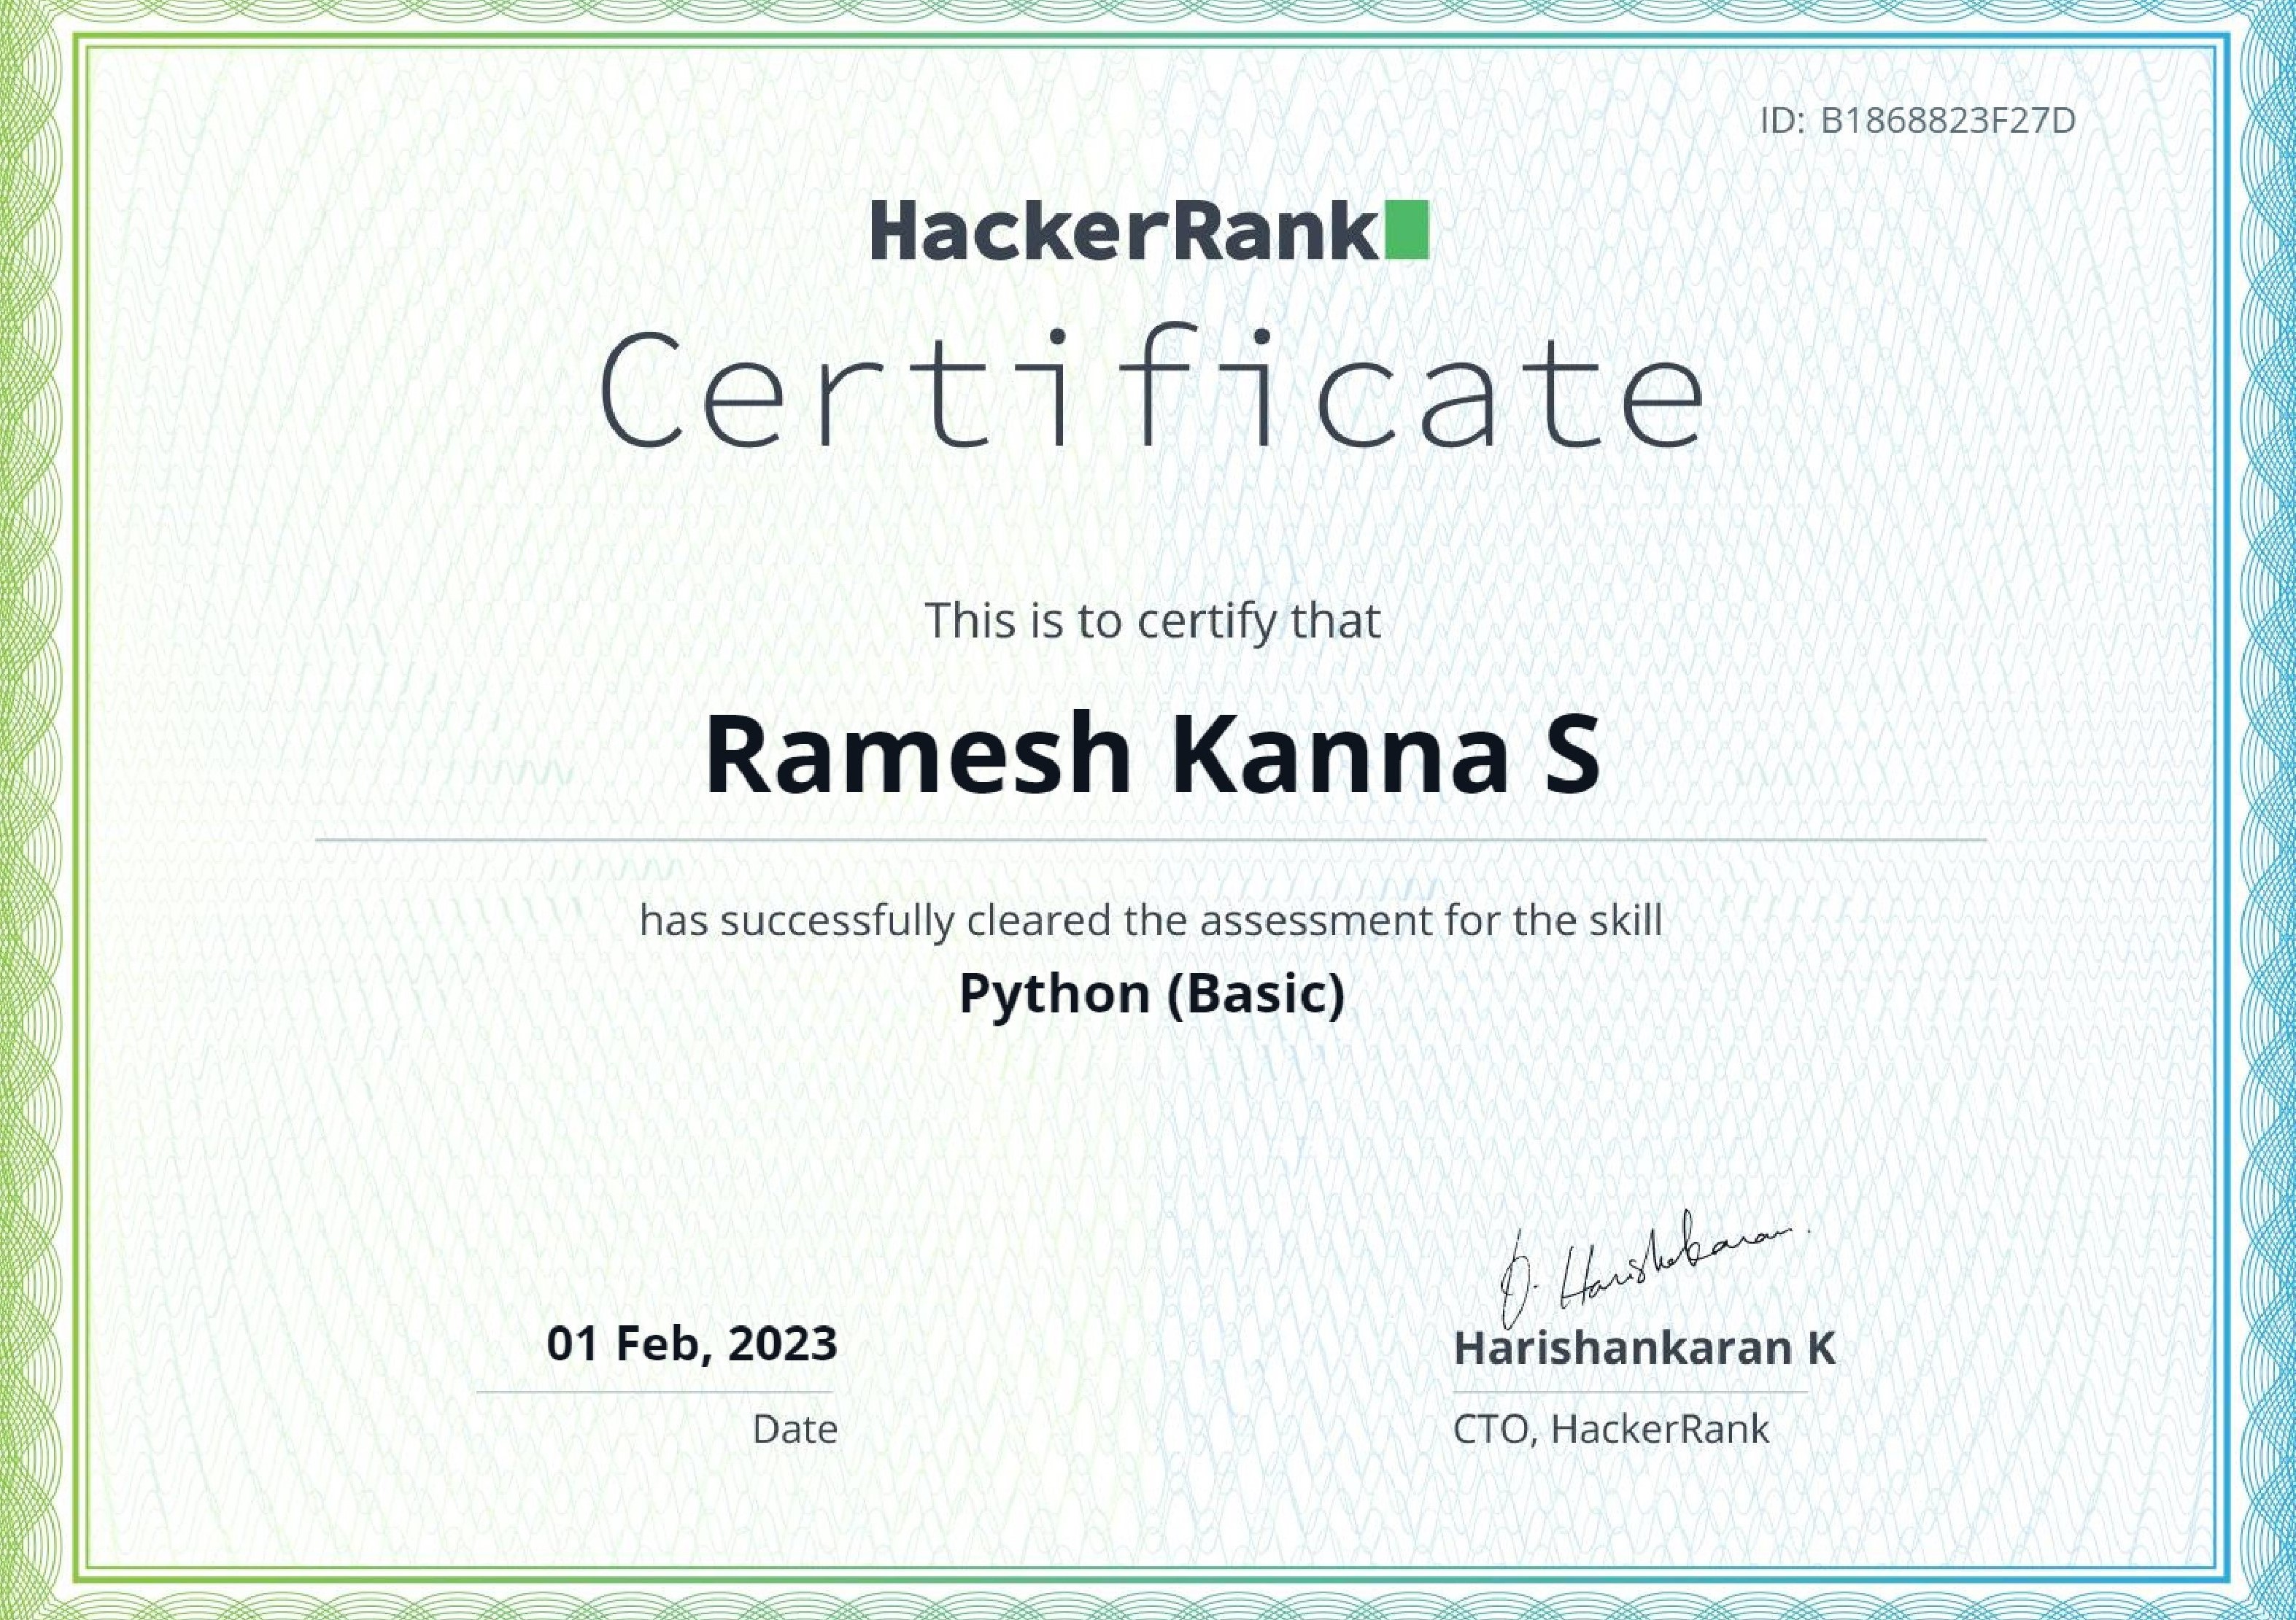 ID: B1868823F27D
HackerRank
Certificate
This is to certify that
Ramesh Kanna S
has successfully cleared the assessment for the skill
Python (Basic)
D. Harishankaran.
01 Feb, 2023
Harishankaran K
Date
CTO, HackerRank